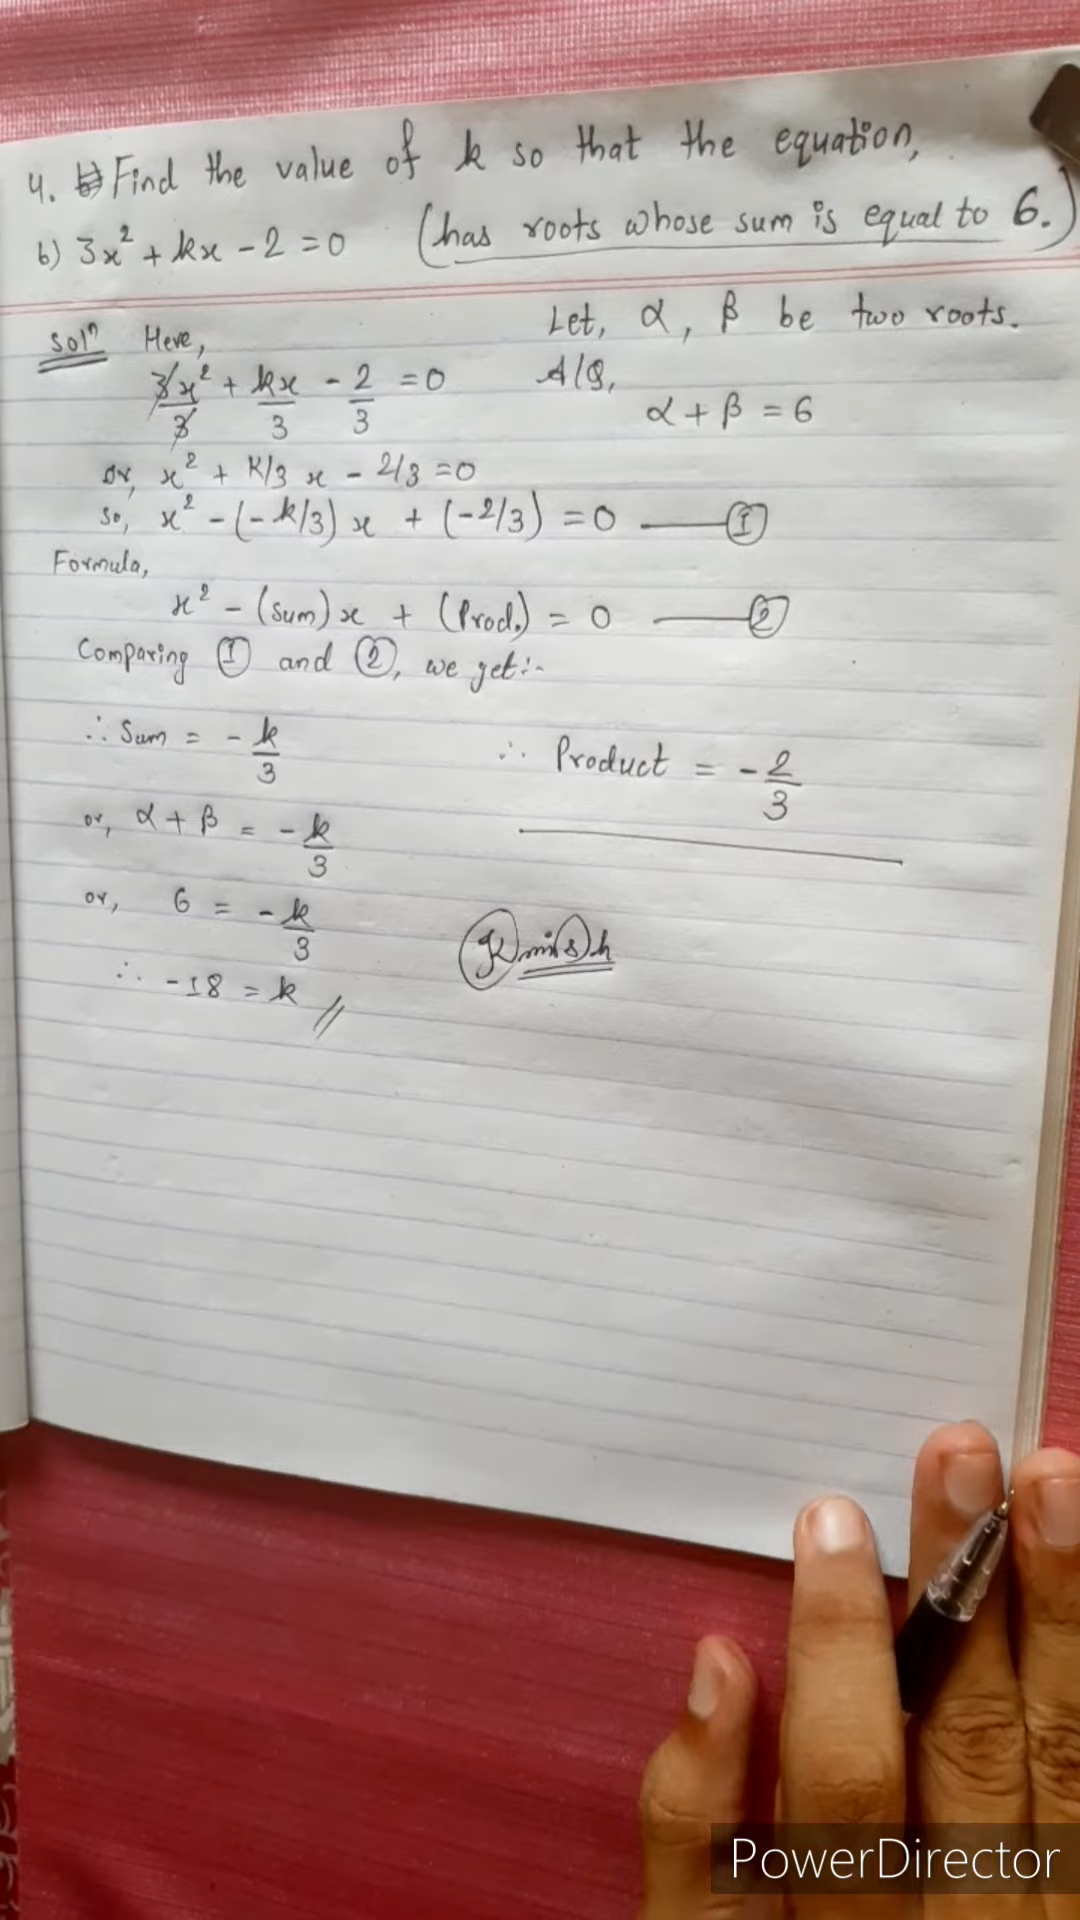 4. Find the value of k so that the equation,
b) 3x² + kx - 2 = 0 (has roots whose sum is equal to 6.)
Solⁿ Here,
3x²/3 + kx/3 - 2/3 = 0
or, x² + k/3 x - 2/3 = 0
So, x² - (-k/3) x + (-2/3) = 0 —— ①
Let, α, β be two roots.
A/Q,
α + β = 6
Formula,
x² - (Sum) x + (Prod.) = 0 —— ②
Comparing ① and ②, we get:-
∴ Sum = - k/3
or, α + β = - k/3
or, 6 = - k/3
∴ -18 = k //
∴ Product = - 2/3
PowerDirector